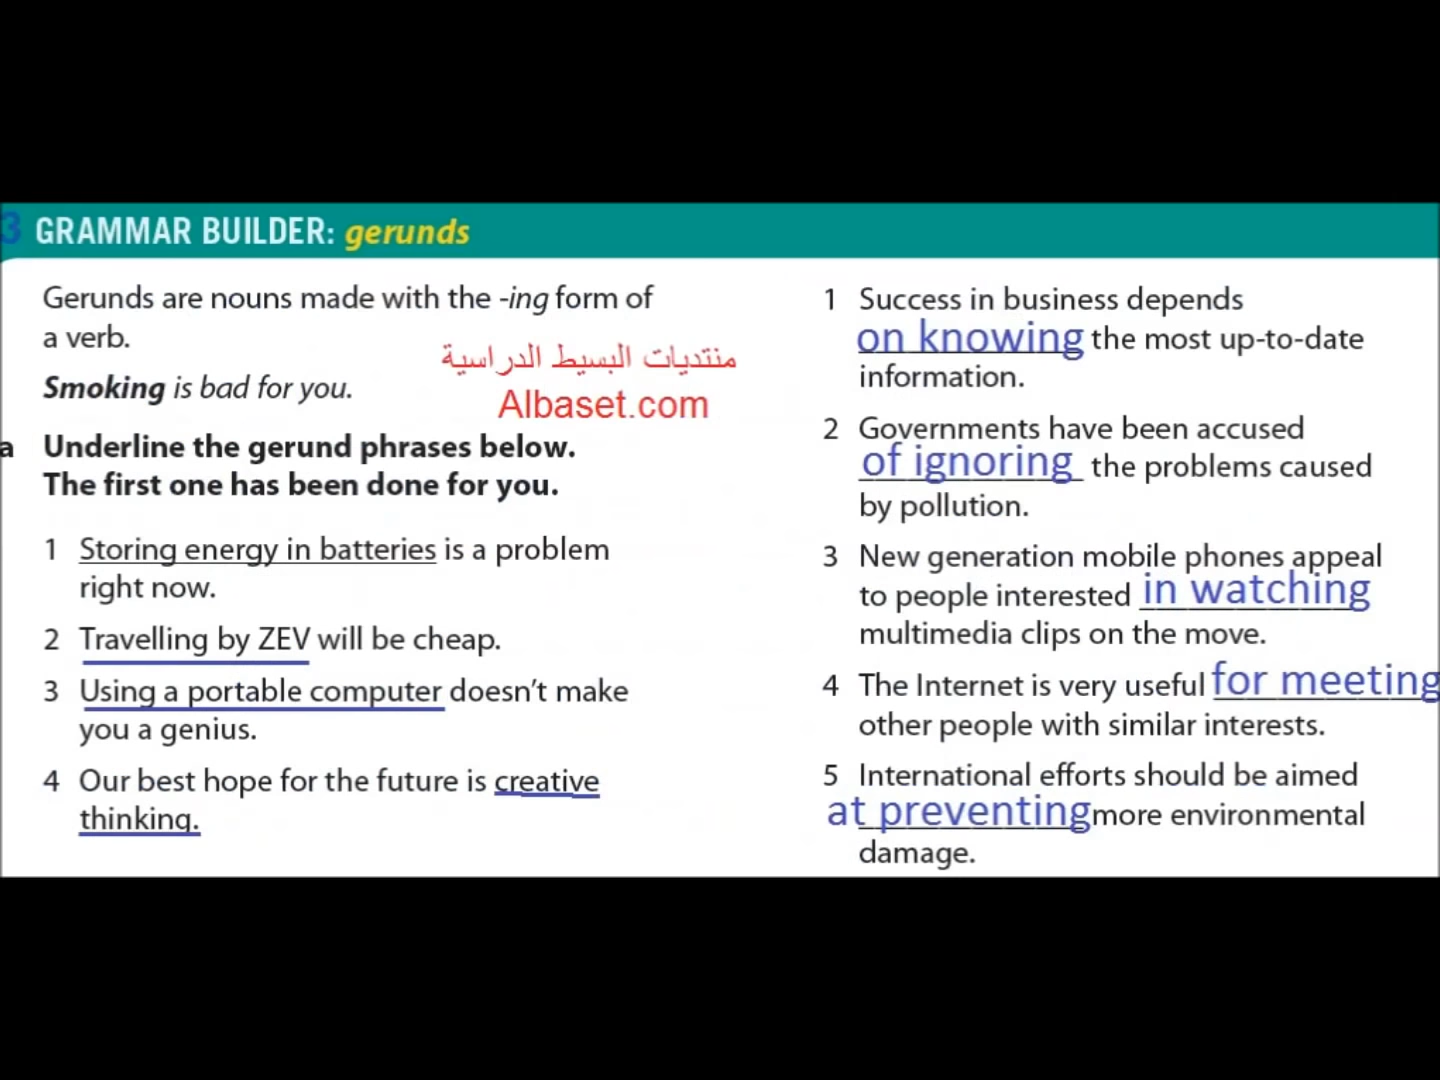 3 GRAMMAR BUILDER: gerunds
Gerunds are nouns made with the -ing form of
a verb.
منتديات البسيط الدراسية
Smoking is bad for you.
Albaset.com
a Underline the gerund phrases below.
The first one has been done for you.
1 Storing energy in batteries is a problem
right now.
2 Travelling by ZEV will be cheap.
3 Using a portable computer doesn't make
you a genius.
4 Our best hope for the future is creative
thinking.
1 Success in business depends
on knowing the most up-to-date
information.
2 Governments have been accused
of ignoring the problems caused
by pollution.
3 New generation mobile phones appeal
to people interested in watching
multimedia clips on the move.
4 The Internet is very useful for meeting
other people with similar interests.
5 International efforts should be aimed
at preventing more environmental
damage.